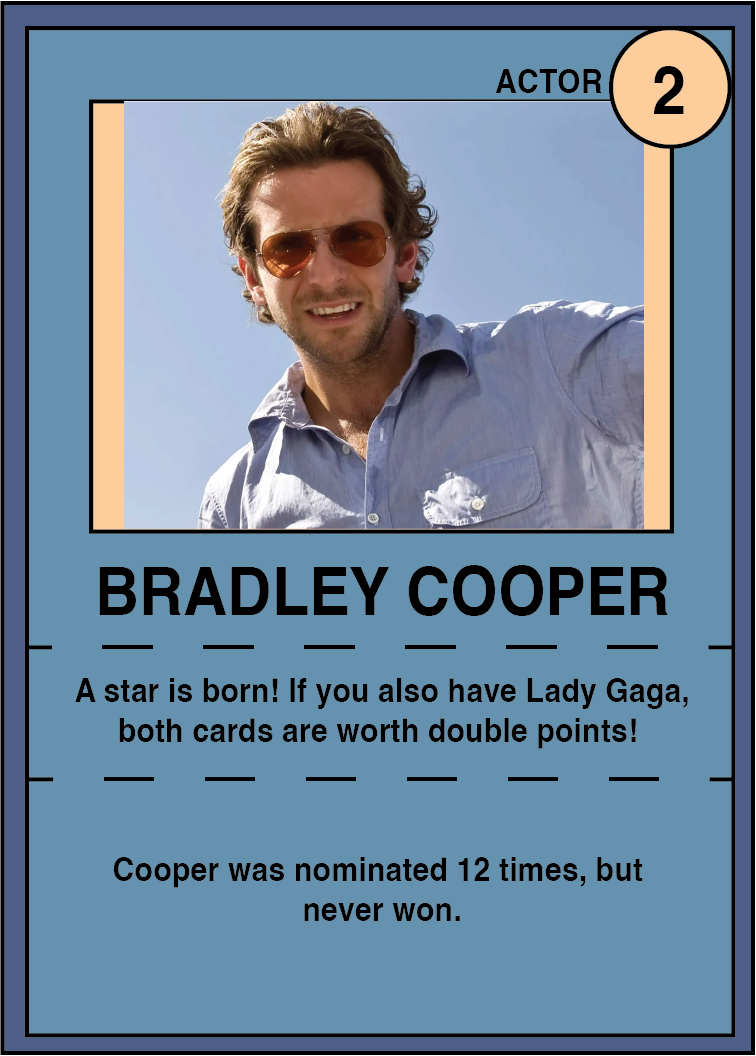 ACTOR 2
BRADLEY COOPER
A star is born! If you also have Lady Gaga,
both cards are worth double points!
Cooper was nominated 12 times, but
never won.